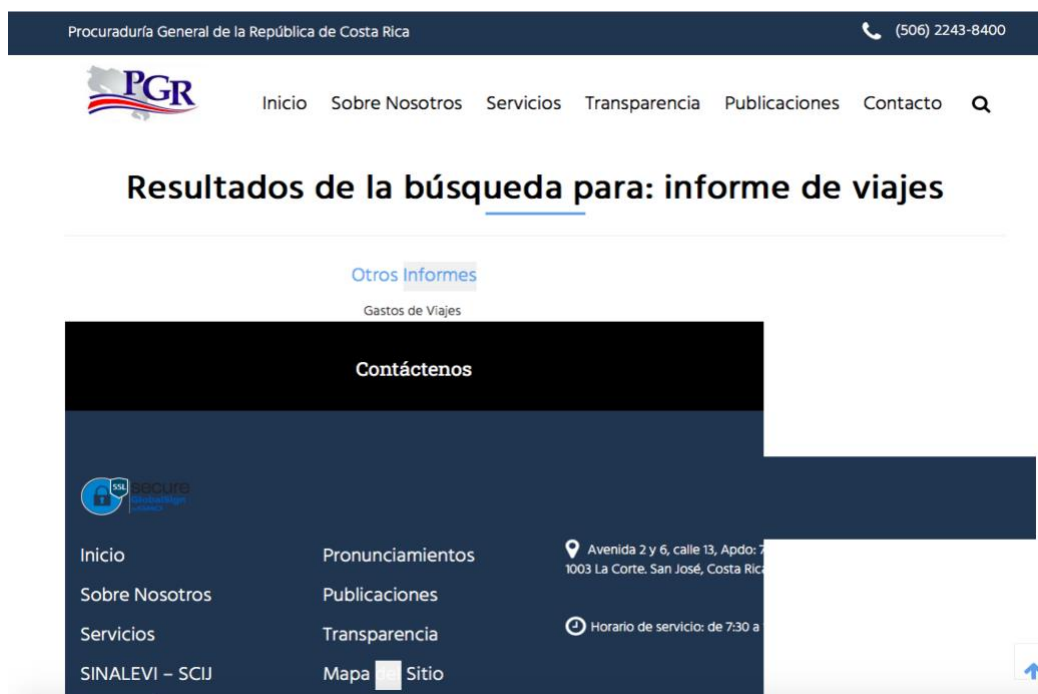 Procuraduría General de la República de Costa Rica
(506) 2243-8400
PGR
Inicio Sobre Nosotros Servicios Transparencia Publicaciones Contacto
Resultados de la búsqueda para: informe de viajes
Otros Informes
Gastos de Viajes
Contáctenos
SSL
secure
GlobalSign
Inicio
Sobre Nosotros
Servicios
SINALEVI – SCIJ
Pronunciamientos
Publicaciones
Transparencia
Mapa del Sitio
Avenida 2 y 6, calle 13, Apdo: 7
1003 La Corte. San José, Costa Rica
Horario de servicio: de 7:30 a